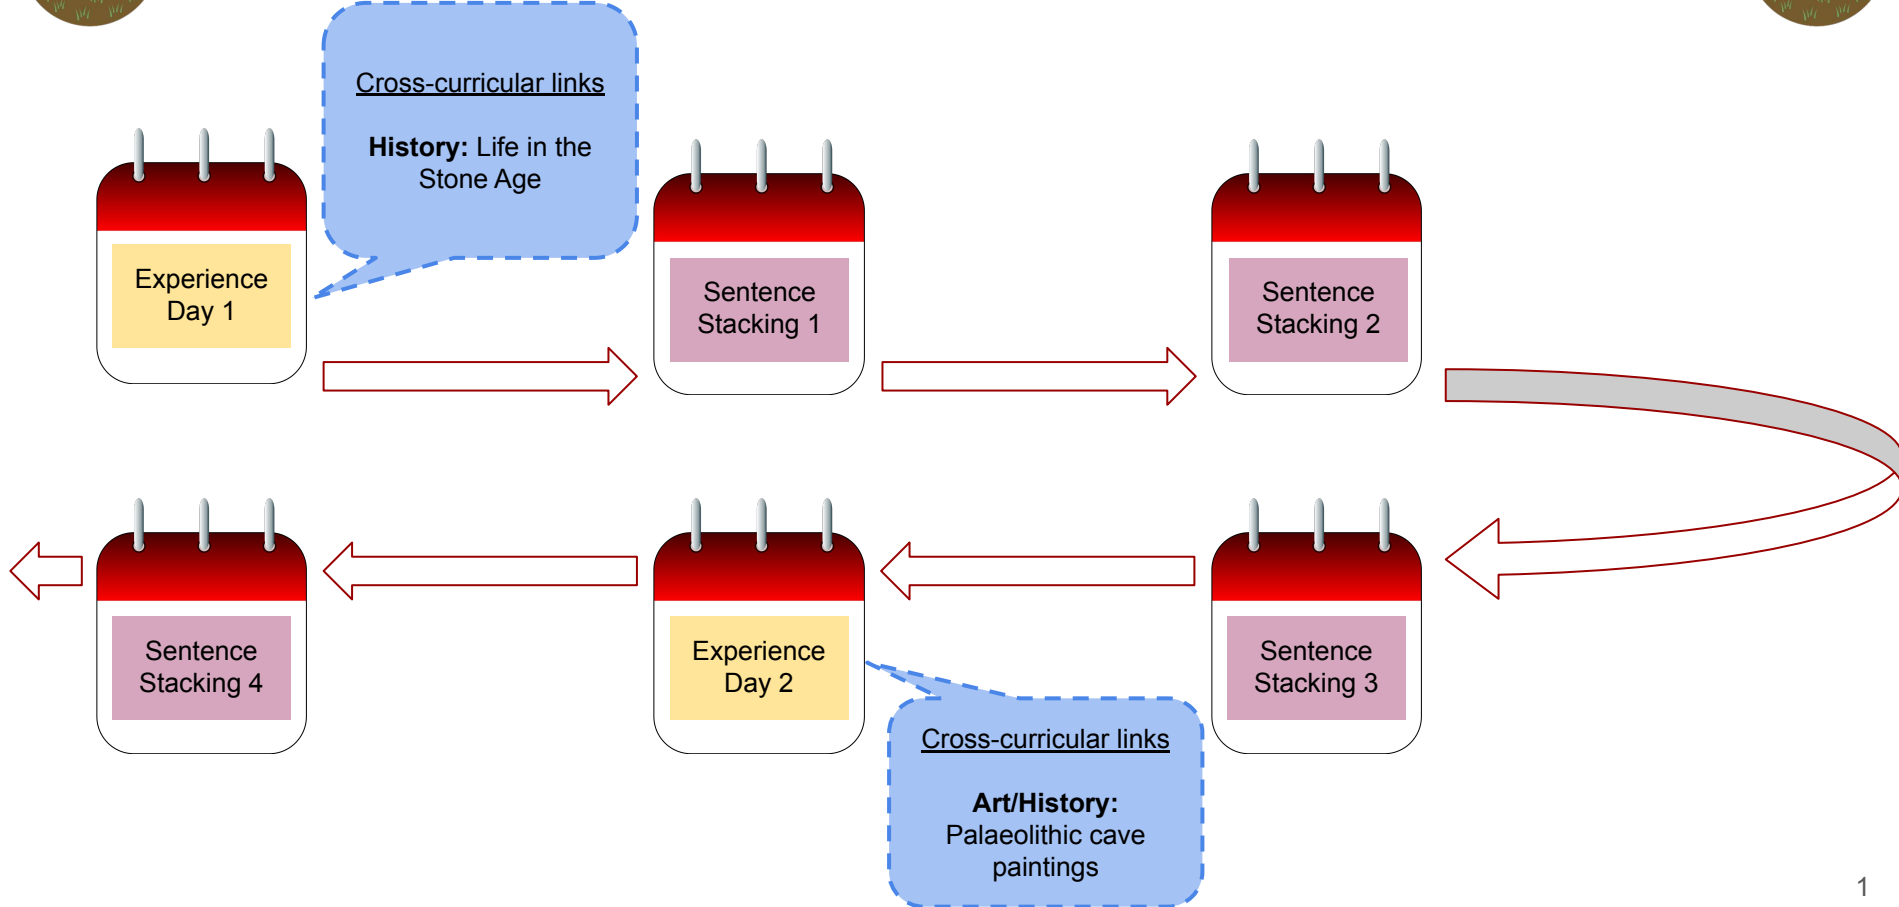 Cross-curricular links
History: Life in the
Stone Age
Experience
Day 1
Sentence
Stacking 1
Sentence
Stacking 2
Sentence
Stacking 3
Experience
Day 2
Cross-curricular links
Art/History:
Palaeolithic cave
paintings
Sentence
Stacking 4
1